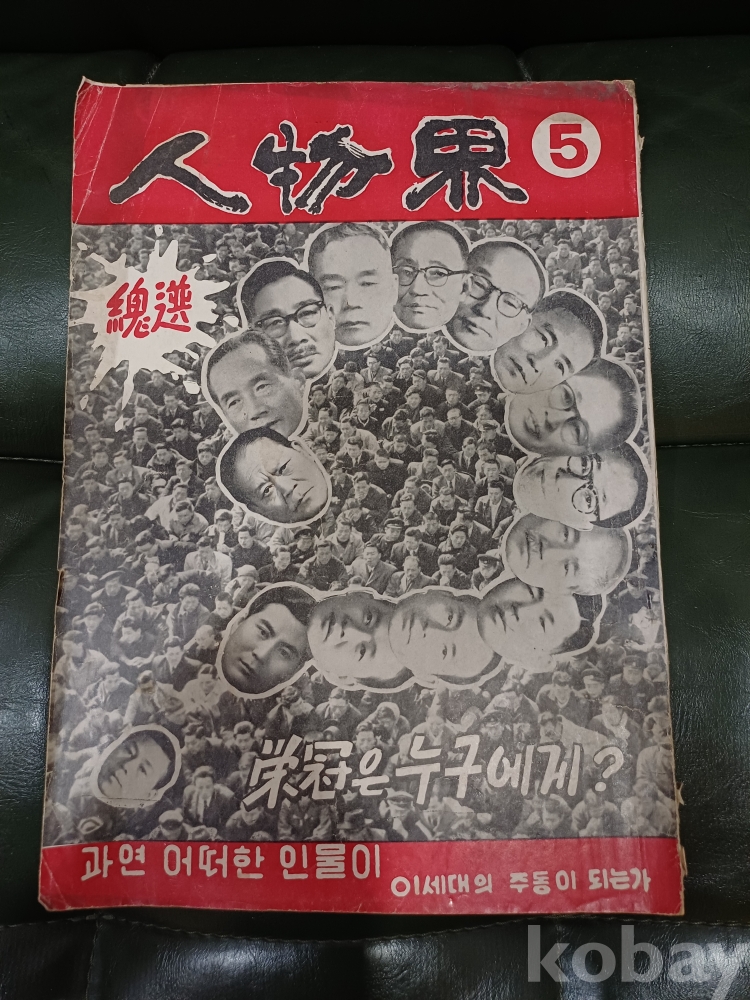 人物界 5
總選
栄冠은 누구에게?
과연 어떠한 인물이
이세대의 주동이 되는가
kobay